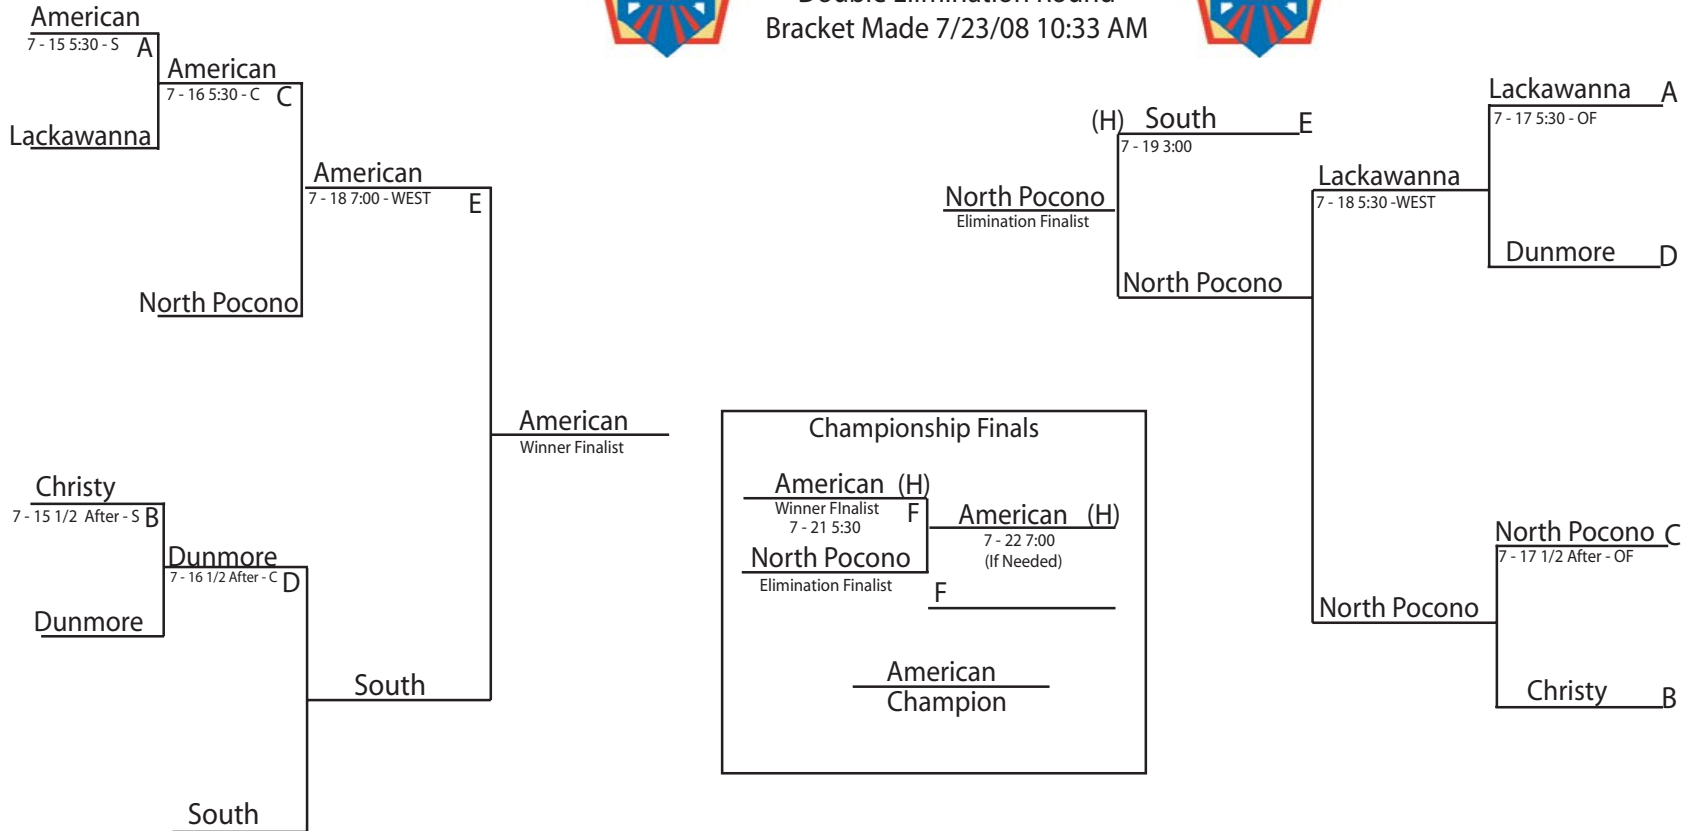 Double Elimination Round
Bracket Made 7/23/08 10:33 AM
American
7 - 15 5:30 - S
A
American
7 - 16 5:30 - C
C
Lackawanna
American
7 - 18 7:00 - WEST
E
North Pocono
American
Winner Finalist
Christy
7 - 15 1/2 After - S
B
Dunmore
7 - 16 1/2 After - C
D
Dunmore
South
South
Championship Finals
American (H)
Winner FInalist
7 - 21 5:30
F
North Pocono
Elimination Finalist
American (H)
7 - 22 7:00
(If Needed)
F
American
Champion
(H) South
E
7 - 19 3:00
North Pocono
Elimination Finalist
North Pocono
Lackawanna
7 - 18 5:30 -WEST
Lackawanna
A
7 - 17 5:30 - OF
Dunmore
D
North Pocono
North Pocono
C
7 - 17 1/2 After - OF
Christy
B